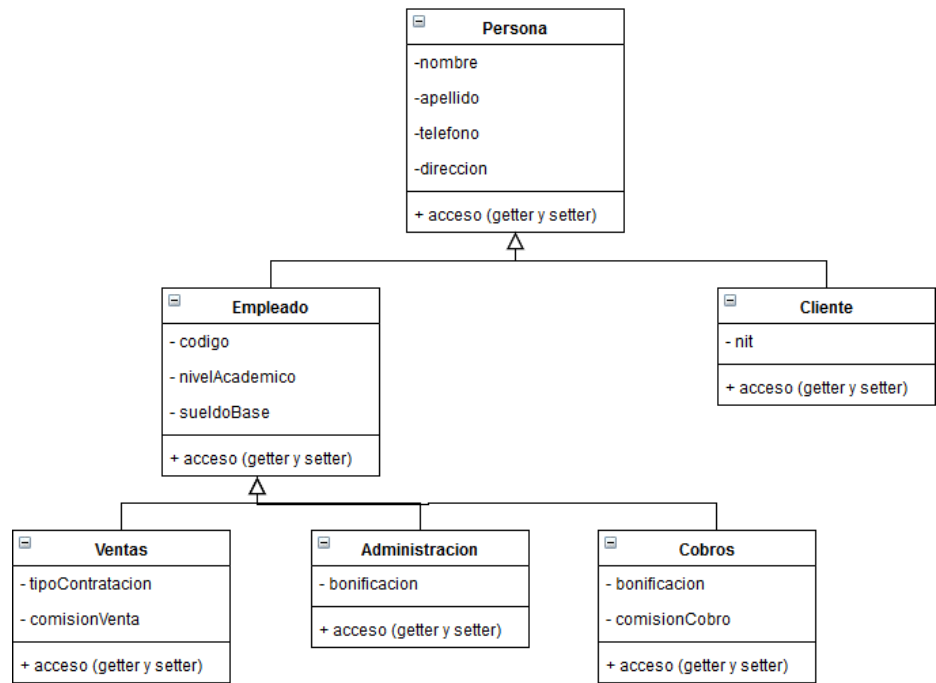 Persona
-nombre
-apellido
-telefono
-direccion
+ acceso (getter y setter)
Empleado
- codigo
- nivelAcademico
- sueldoBase
+ acceso (getter y setter)
Cliente
- nit
+ acceso (getter y setter)
Ventas
- tipoContratacion
- comisionVenta
+ acceso (getter y setter)
Administracion
- bonificacion
+ acceso (getter y setter)
Cobros
- bonificacion
- comisionCobro
+ acceso (getter y setter)